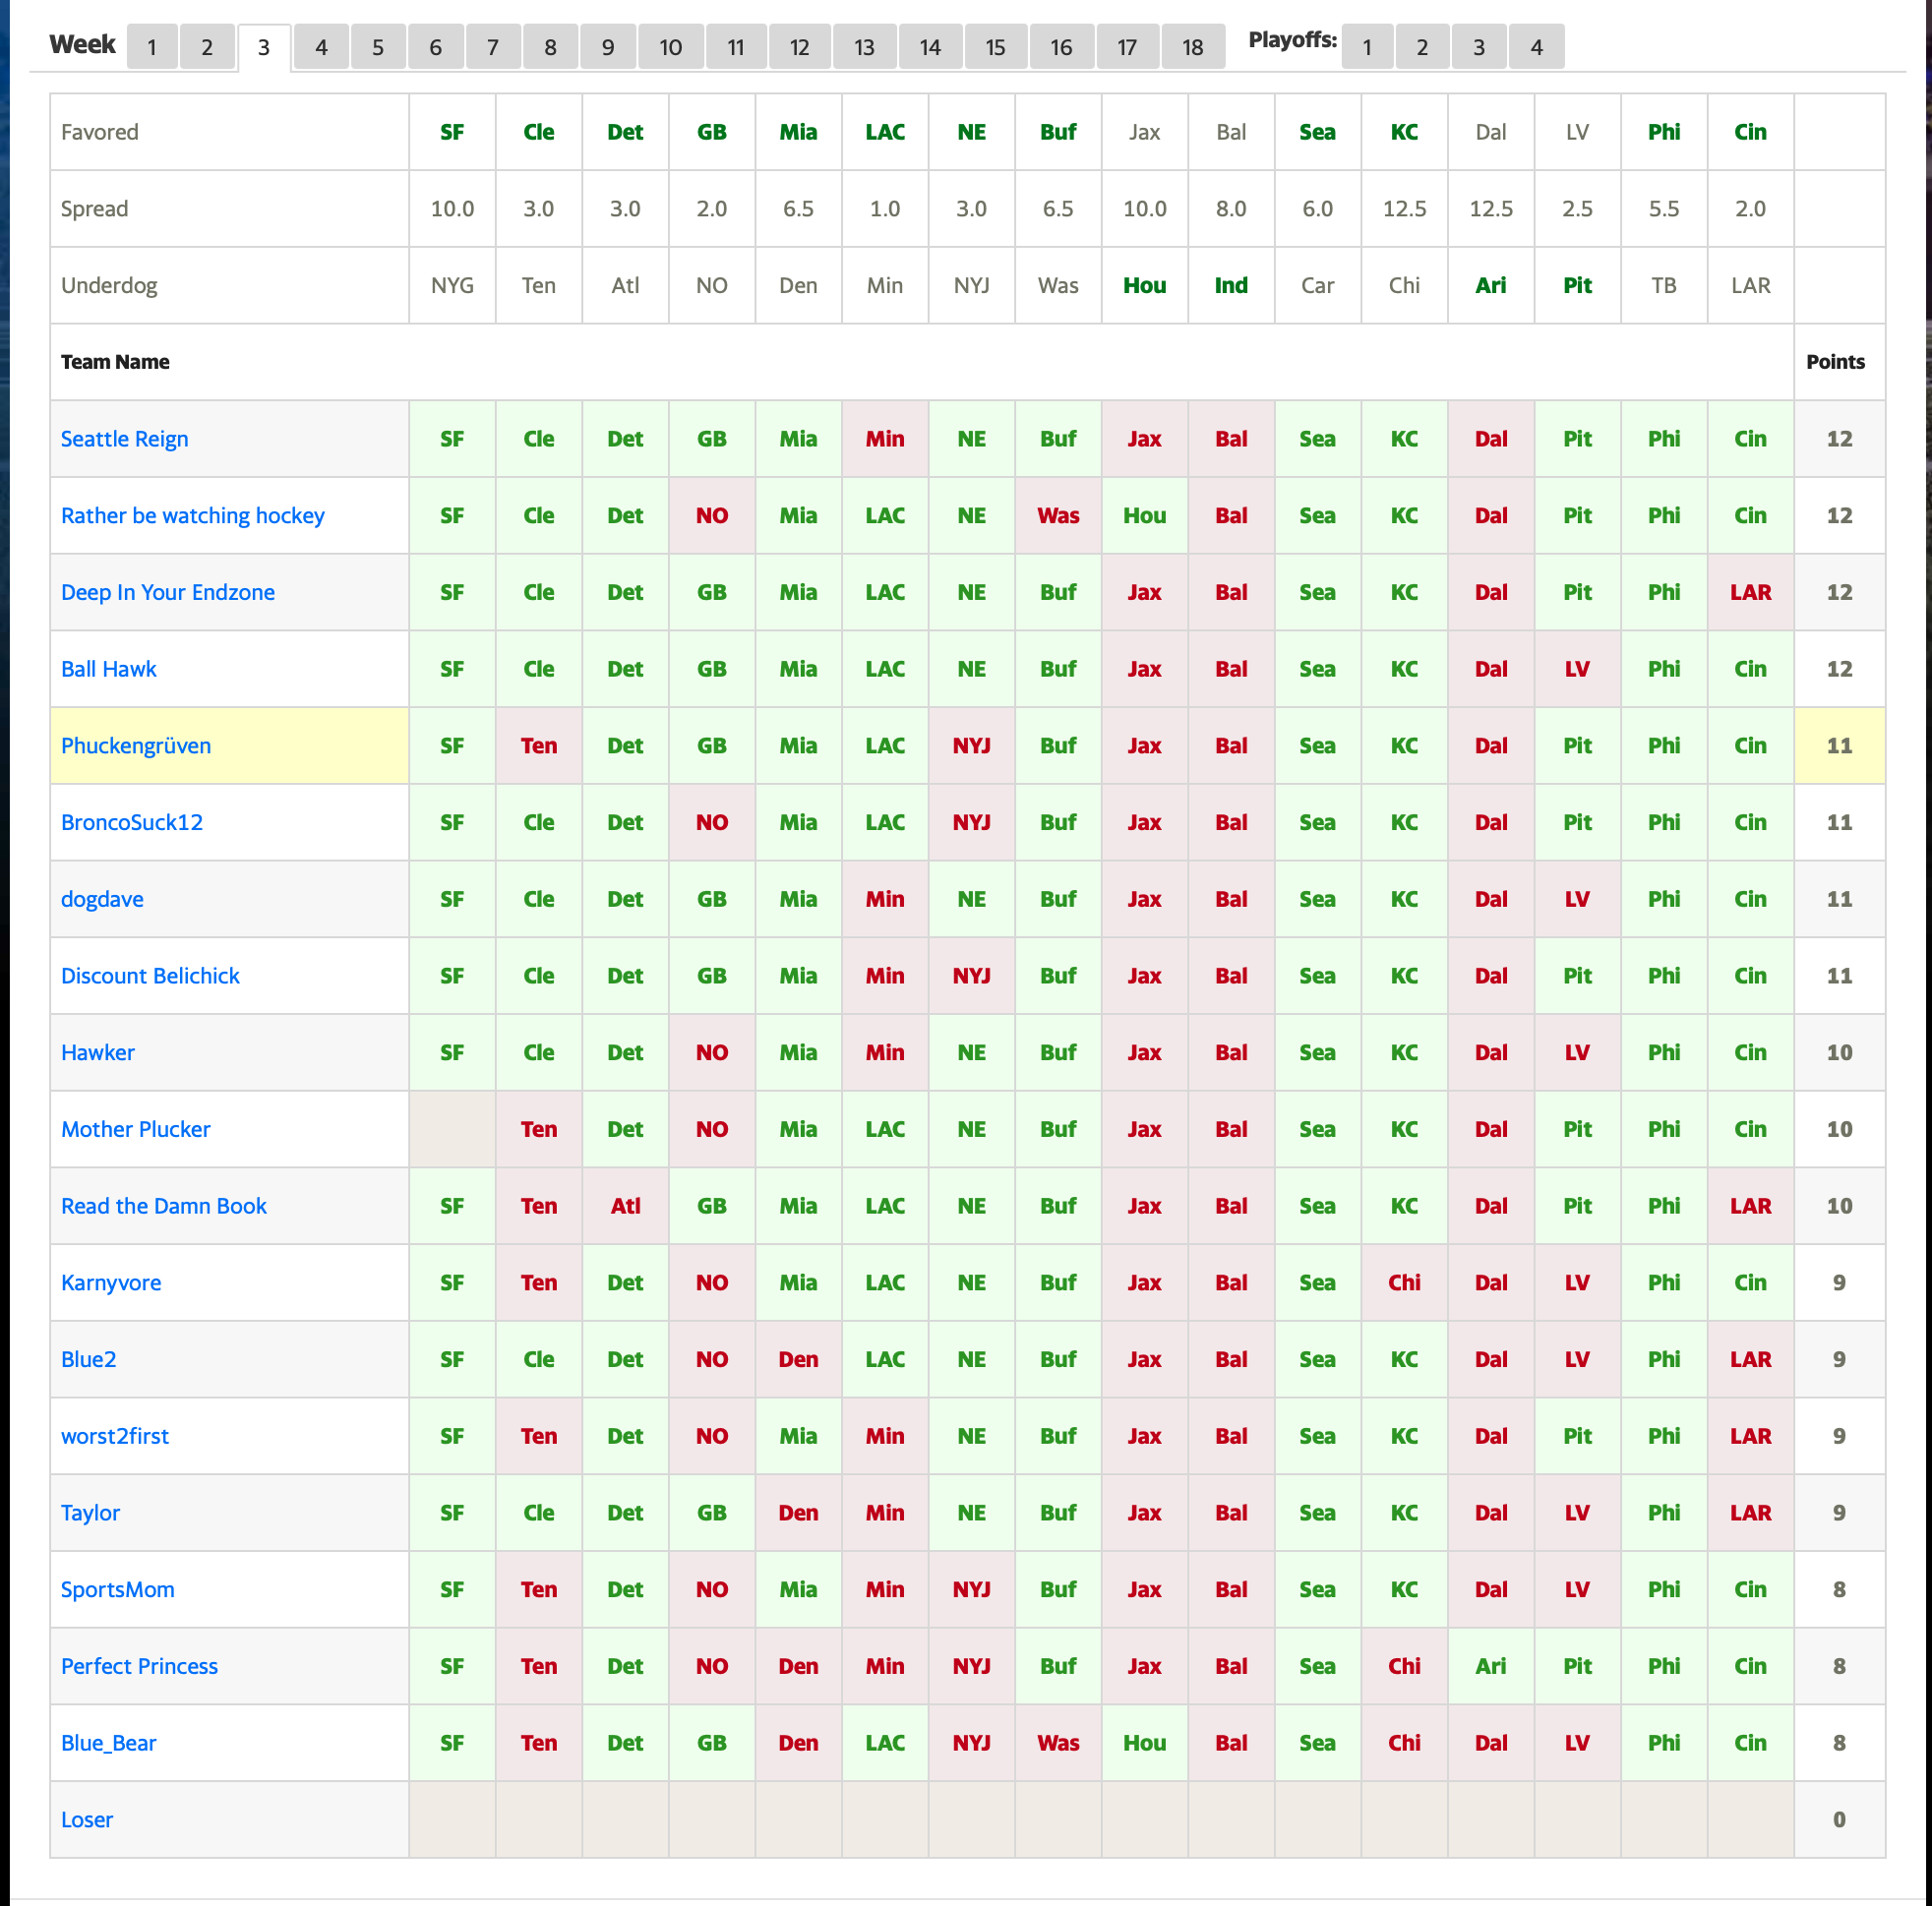 Week 1 2 3 4 5 6 7 8 9 10 11 12 13 14 15 16 17 18 Playoffs: 1 2 3 4
Favored SF Cle Det GB Mia LAC NE Buf Jax Bal Sea KC Dal LV Phi Cin
Spread 10.0 3.0 3.0 2.0 6.5 1.0 3.0 6.5 10.0 8.0 6.0 12.5 12.5 2.5 5.5 2.0
Underdog NYG Ten Atl NO Den Min NYJ Was Hou Ind Car Chi Ari Pit TB LAR
Team Name Points
Seattle Reign SF Cle Det GB Mia Min NE Buf Jax Bal Sea KC Dal Pit Phi Cin 12
Rather be watching hockey SF Cle Det NO Mia LAC NE Was Hou Bal Sea KC Dal Pit Phi Cin 12
Deep In Your Endzone SF Cle Det GB Mia LAC NE Buf Jax Bal Sea KC Dal Pit Phi LAR 12
Ball Hawk SF Cle Det GB Mia LAC NE Buf Jax Bal Sea KC Dal LV Phi Cin 12
Phuckengrüven SF Ten Det GB Mia LAC NYJ Buf Jax Bal Sea KC Dal Pit Phi Cin 11
BroncoSuck12 SF Cle Det NO Mia LAC NYJ Buf Jax Bal Sea KC Dal Pit Phi Cin 11
dogdave SF Cle Det GB Mia Min NE Buf Jax Bal Sea KC Dal LV Phi Cin 11
Discount Belichick SF Cle Det GB Mia Min NYJ Buf Jax Bal Sea KC Dal Pit Phi Cin 11
Hawker SF Cle Det NO Mia Min NE Buf Jax Bal Sea KC Dal LV Phi Cin 10
Mother Plucker Ten Det NO Mia LAC NE Buf Jax Bal Sea KC Dal Pit Phi Cin 10
Read the Damn Book SF Ten Atl GB Mia LAC NE Buf Jax Bal Sea KC Dal Pit Phi LAR 10
Karnyvore SF Ten Det NO Mia LAC NE Buf Jax Bal Sea Chi Dal LV Phi Cin 9
Blue2 SF Cle Det NO Den LAC NE Buf Jax Bal Sea KC Dal LV Phi LAR 9
worst2first SF Ten Det NO Mia Min NE Buf Jax Bal Sea KC Dal Pit Phi LAR 9
Taylor SF Cle Det GB Den Min NE Buf Jax Bal Sea KC Dal LV Phi LAR 9
SportsMom SF Ten Det NO Mia Min NYJ Buf Jax Bal Sea KC Dal LV Phi Cin 8
Perfect Princess SF Ten Det NO Den Min NYJ Buf Jax Bal Sea Chi Ari Pit Phi Cin 8
Blue_Bear SF Ten Det GB Den LAC NYJ Was Hou Bal Sea Chi Dal LV Phi Cin 8
Loser 0